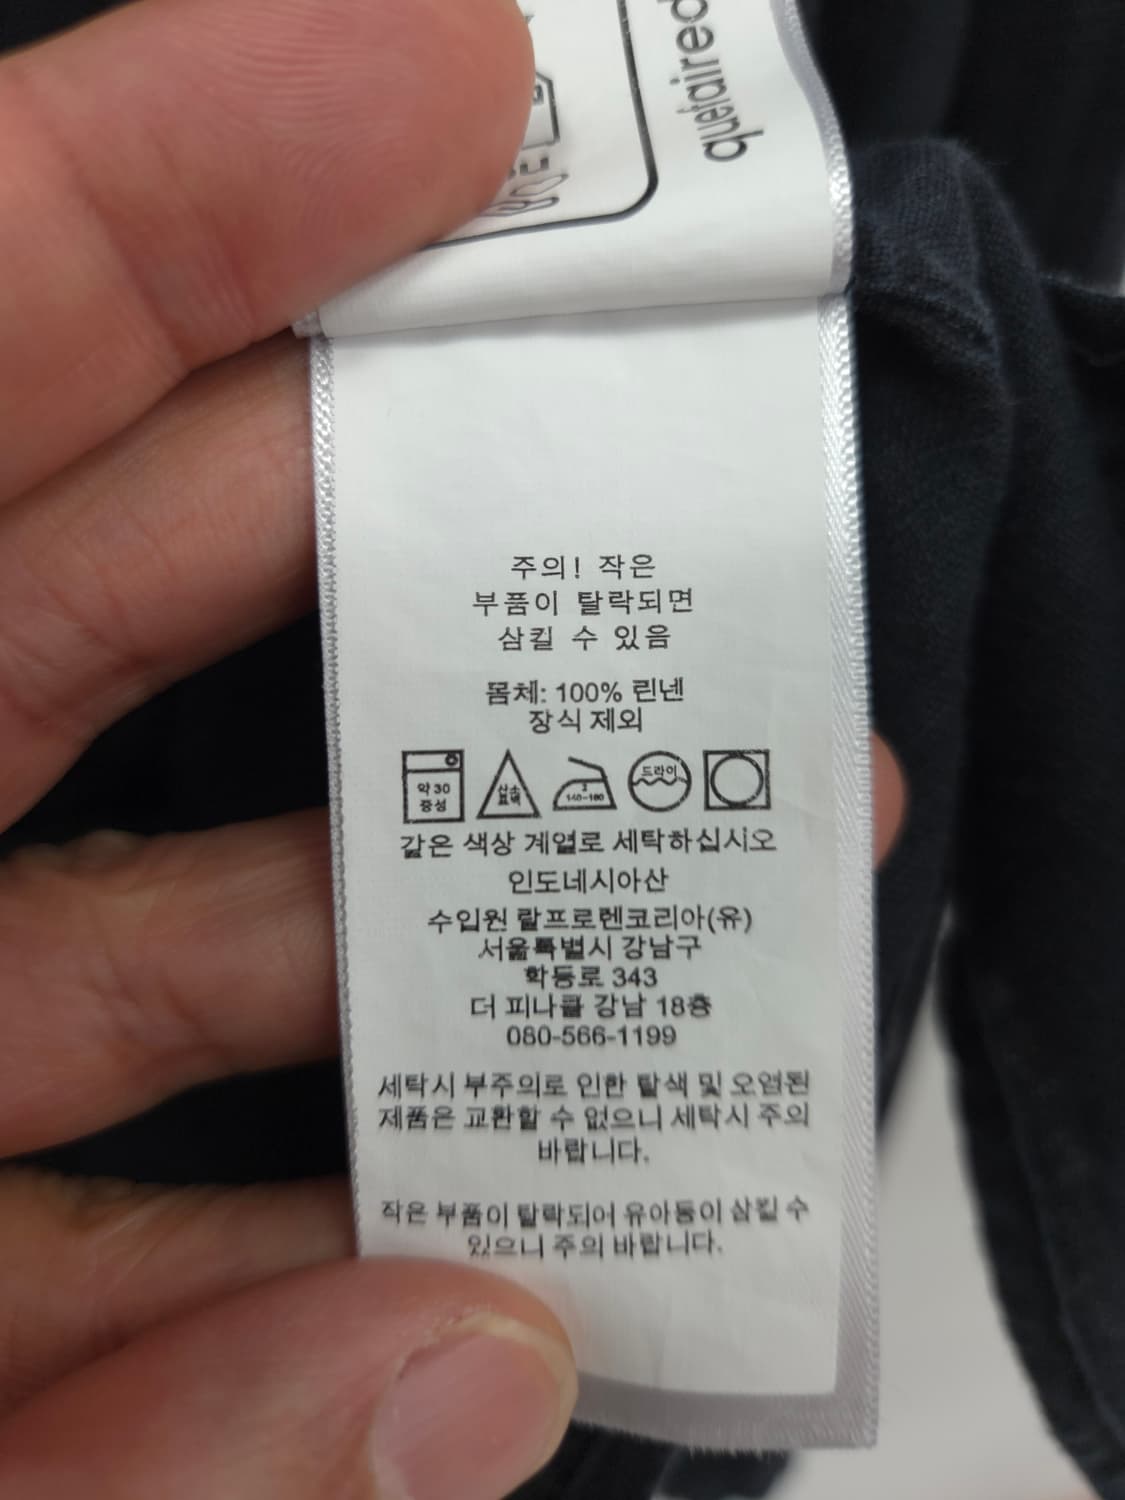 주의! 작은
부품이 탈락되면
삼킬 수 있음
몸체: 100% 린넨
장식 제외
약 30
중성
산소
표백
2
140~160
드라이
같은 색상 계열로 세탁하십시오
인도네시아산
수입원 랄프로렌코리아(유)
서울특별시 강남구
학동로 343
더 피나클 강남 18층
080-566-1199
세탁시 부주의로 인한 탈색 및 오염된
제품은 교환할 수 없으니 세탁시 주의
바랍니다.
작은 부품이 탈락되어 유아동이 삼킬 수
있으니 주의 바랍니다.